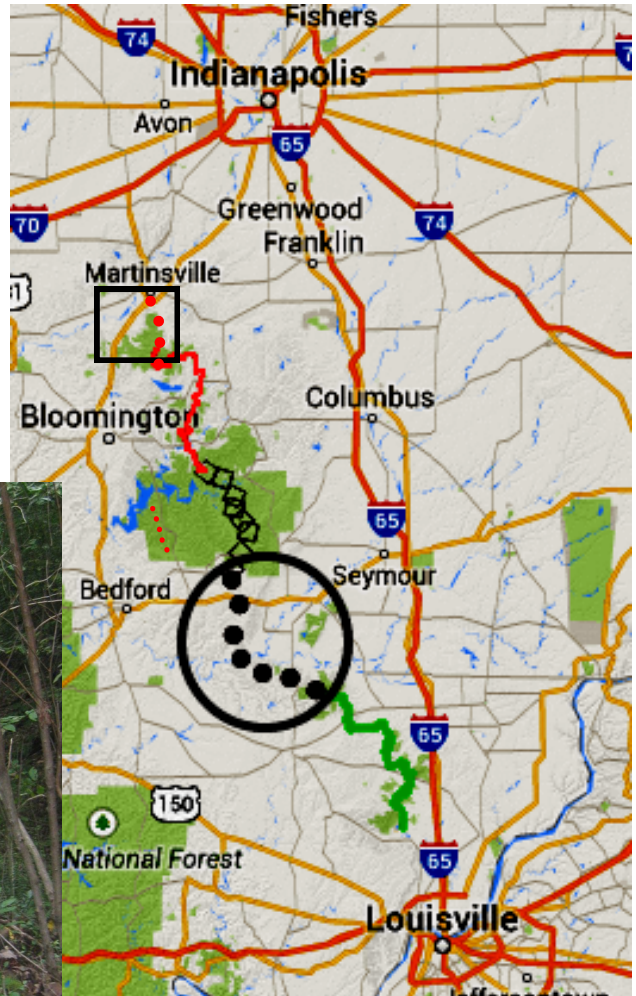 Fishers
74
Indianapolis
Avon
65
Greenwood
70
74
Franklin
Martinsville
Bloomington
Columbus
65
Seymour
Bedford
65
150
National Forest
65
Louisville